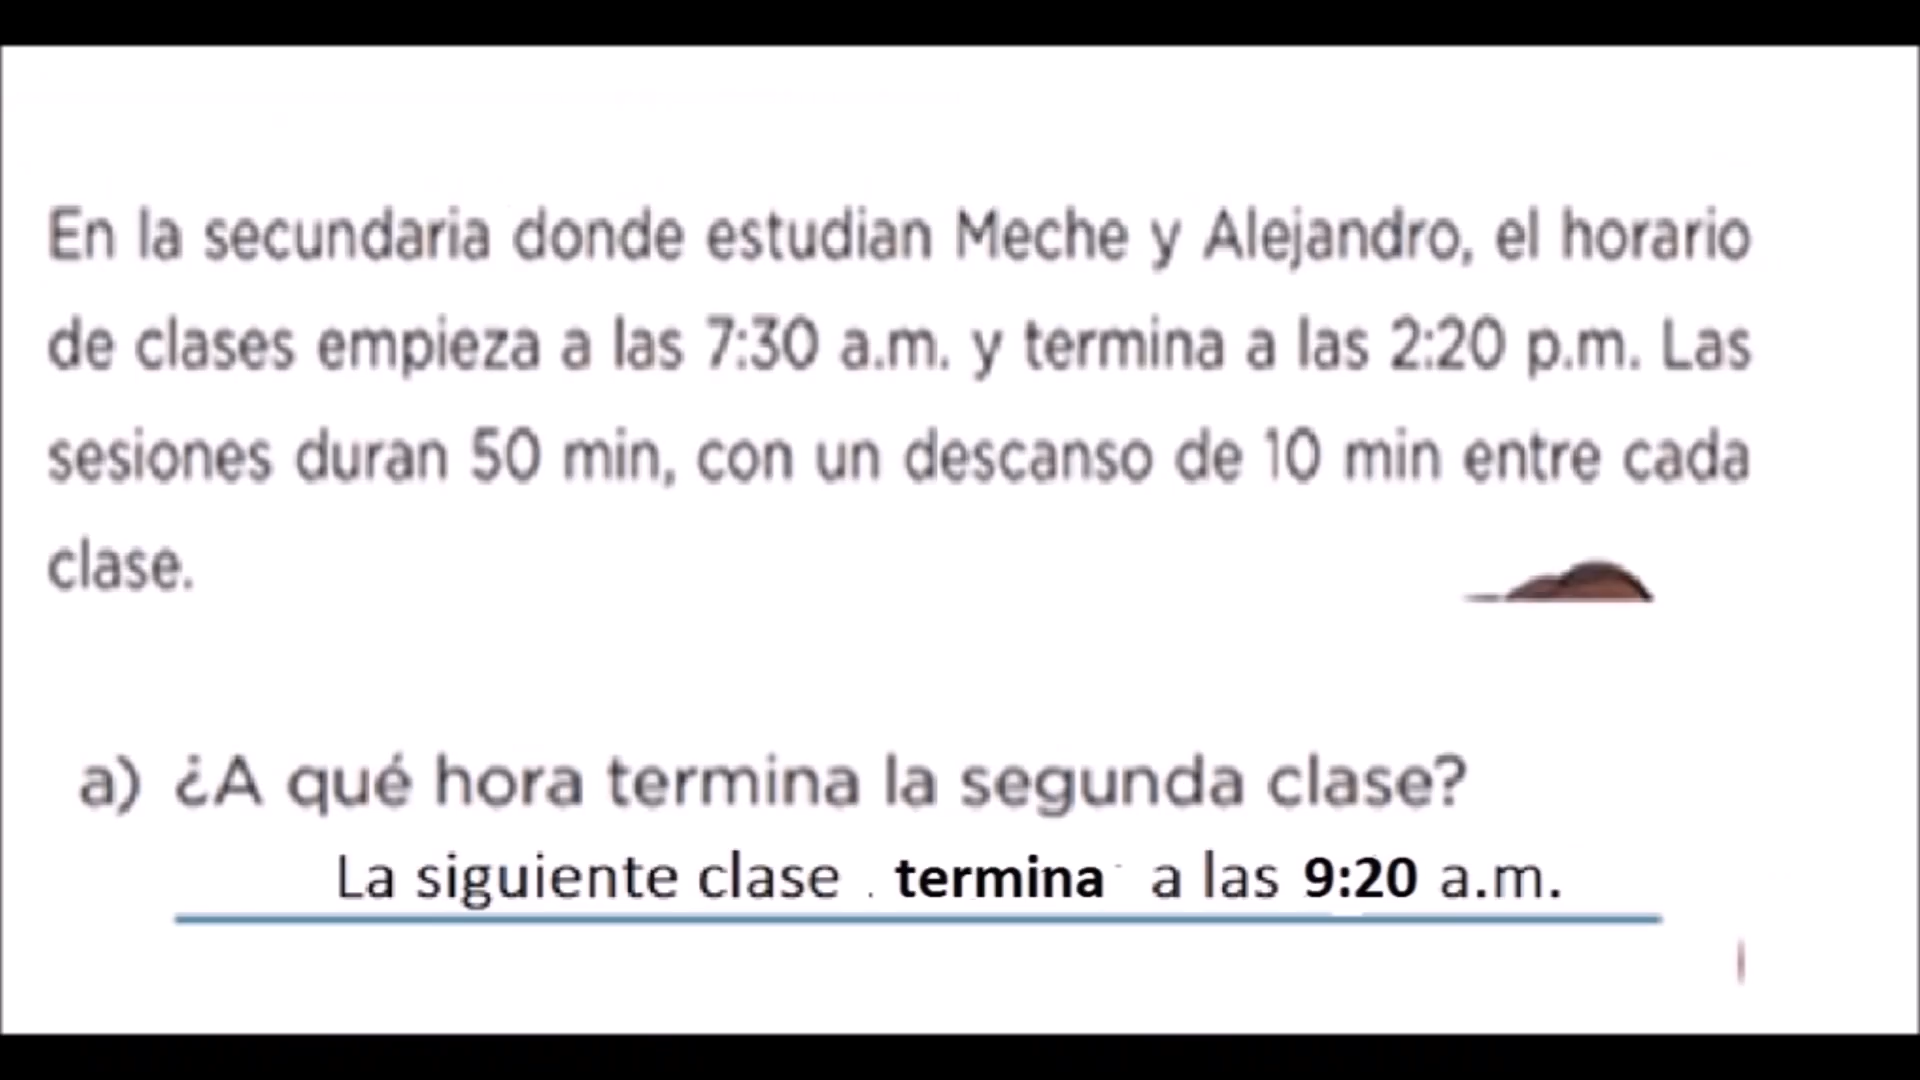 En la secundaria donde estudian Meche y Alejandro, el horario
de clases empieza a las 7:30 a.m. y termina a las 2:20 p.m. Las
sesiones duran 50 min, con un descanso de 10 min entre cada
clase.
a) ¿A qué hora termina la segunda clase?
La siguiente clase termina a las 9:20 a.m.